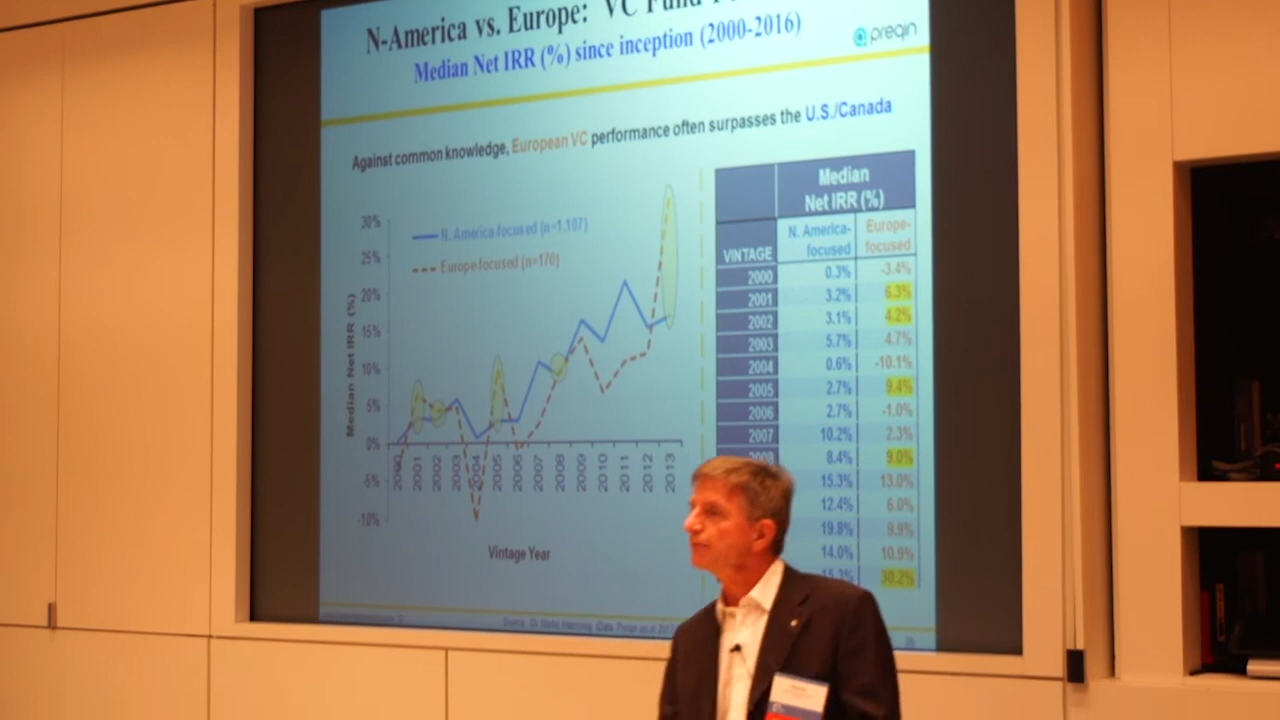 N-America vs. Europe: VC Fund
Median Net IRR (%) since inception (2000-2016)
preqin
Against common knowledge, European VC performance often surpasses the U.S./Canada
30%
25%
20%
15%
10%
5%
0%
-5%
-10%
Median Net IRR (%)
N. America-focused (n=1,107)
Europe-focused (n=170)
2000 2001 2002 2003 2004 2005 2006 2007 2008 2009 2010 2011 2012 2013
Vintage Year
Median
Net IRR (%)
VINTAGE N. America-focused Europe-focused
2000 0.3% -3.4%
2001 3.2% 6.3%
2002 3.1% 4.2%
2003 5.7% 4.7%
2004 0.6% -10.1%
2005 2.7% 9.4%
2006 2.7% -1.0%
2007 10.2% 2.3%
2008 8.4% 9.0%
15.3% 13.0%
12.4% 6.0%
19.8% 9.9%
14.0% 10.9%
15.3% 30.2%